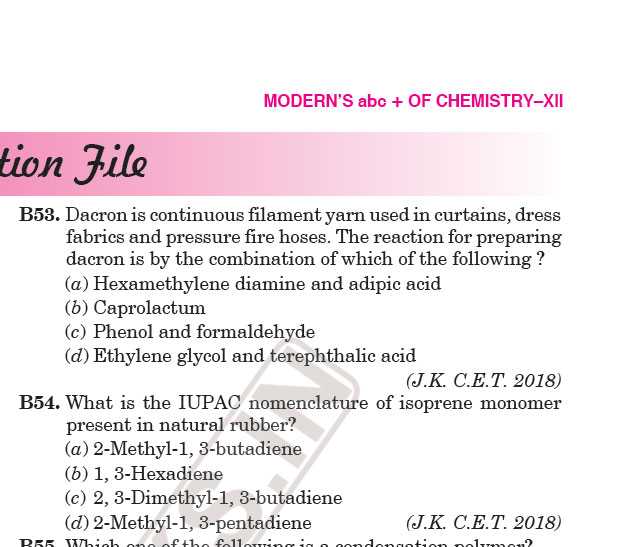 MODERN'S abc + OF CHEMISTRY–XII
tion File
B53. Dacron is continuous filament yarn used in curtains, dress
fabrics and pressure fire hoses. The reaction for preparing
dacron is by the combination of which of the following ?
(a) Hexamethylene diamine and adipic acid
(b) Caprolactum
(c) Phenol and formaldehyde
(d) Ethylene glycol and terephthalic acid
(J.K. C.E.T. 2018)
B54. What is the IUPAC nomenclature of isoprene monomer
present in natural rubber?
(a) 2-Methyl-1, 3-butadiene
(b) 1, 3-Hexadiene
(c) 2, 3-Dimethyl-1, 3-butadiene
(d) 2-Methyl-1, 3-pentadiene (J.K. C.E.T. 2018)
B55. Which one of the following is a condensation polymer?
S.IN